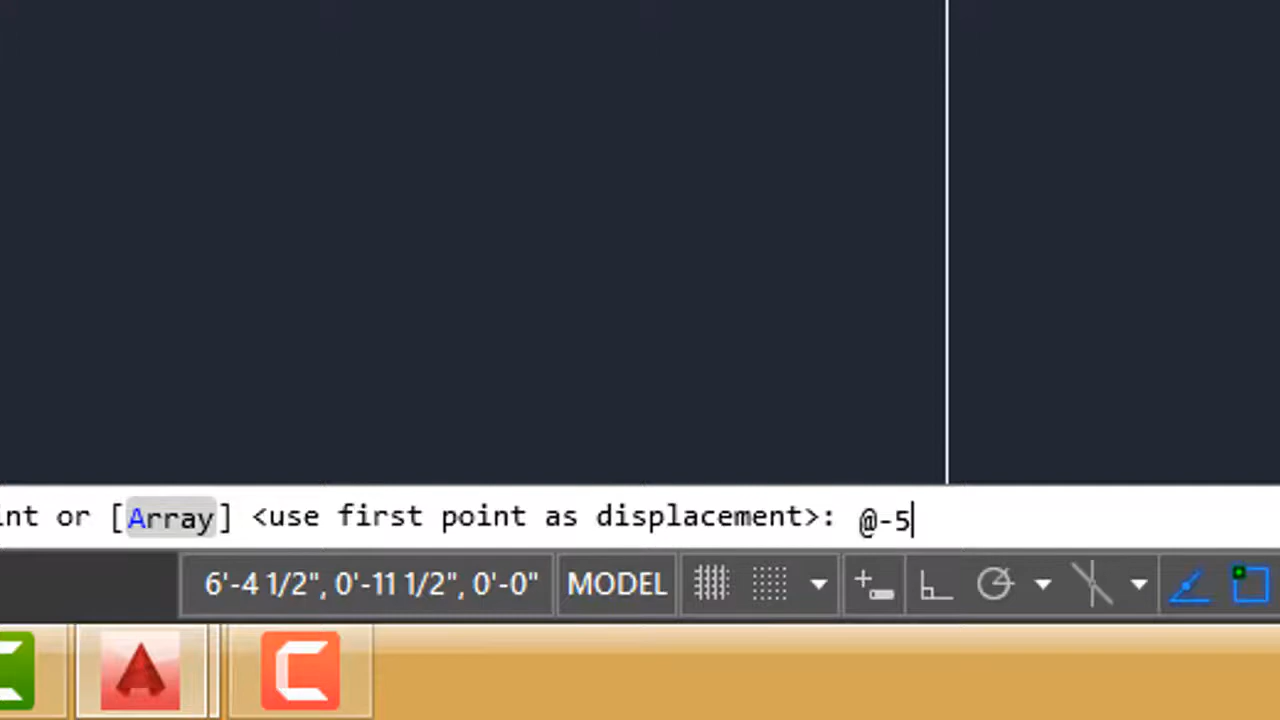 int or [Array] <use first point as displacement>: @-5
6'-4 1/2", 0'-11 1/2", 0'-0" MODEL